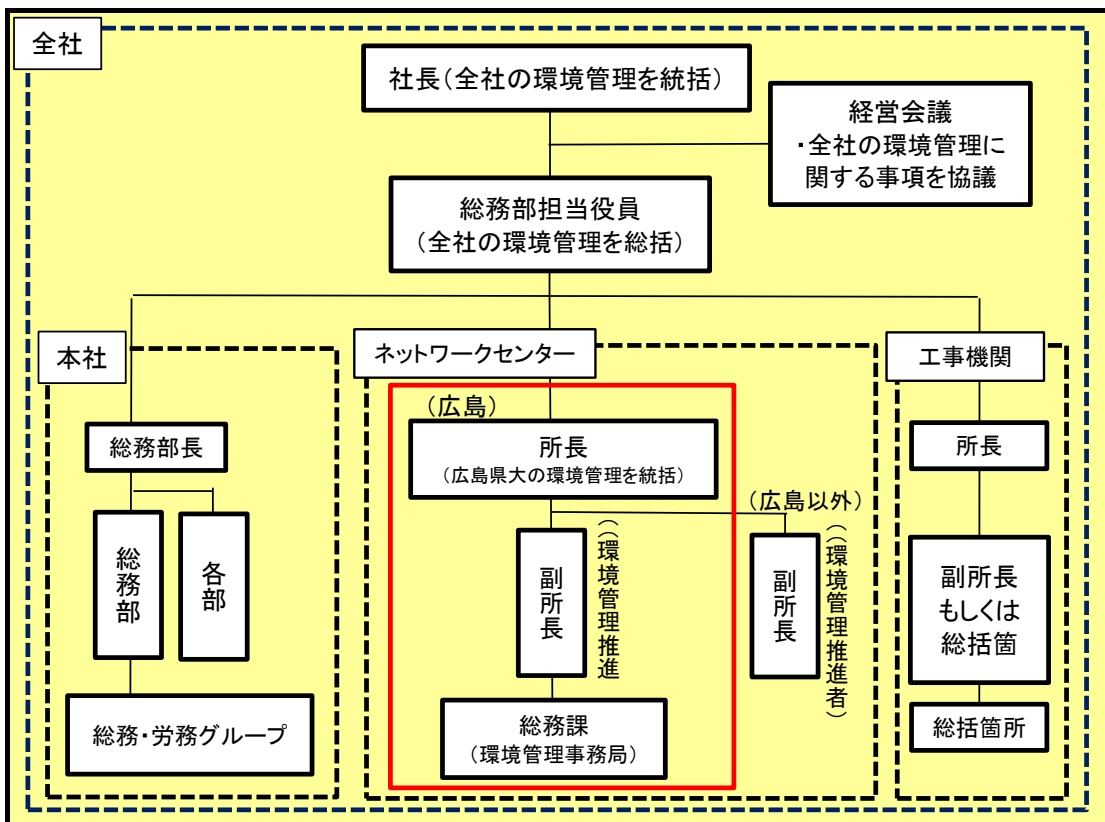 全社
社長(全社の環境管理を統括)
経営会議
・全社の環境管理に
関する事項を協議
総務部担当役員
(全社の環境管理を総括)
本社
総務部長
総務部
各部
総務・労務グループ
ネットワークセンター
(広島)
所長
(広島県大の環境管理を統括)
副所長
((環境管理推進
総務課
(環境管理事務局)
(広島以外)
副所長
((環境管理推進者)
工事機関
所長
副所長
もしくは
総括箇
総括箇所